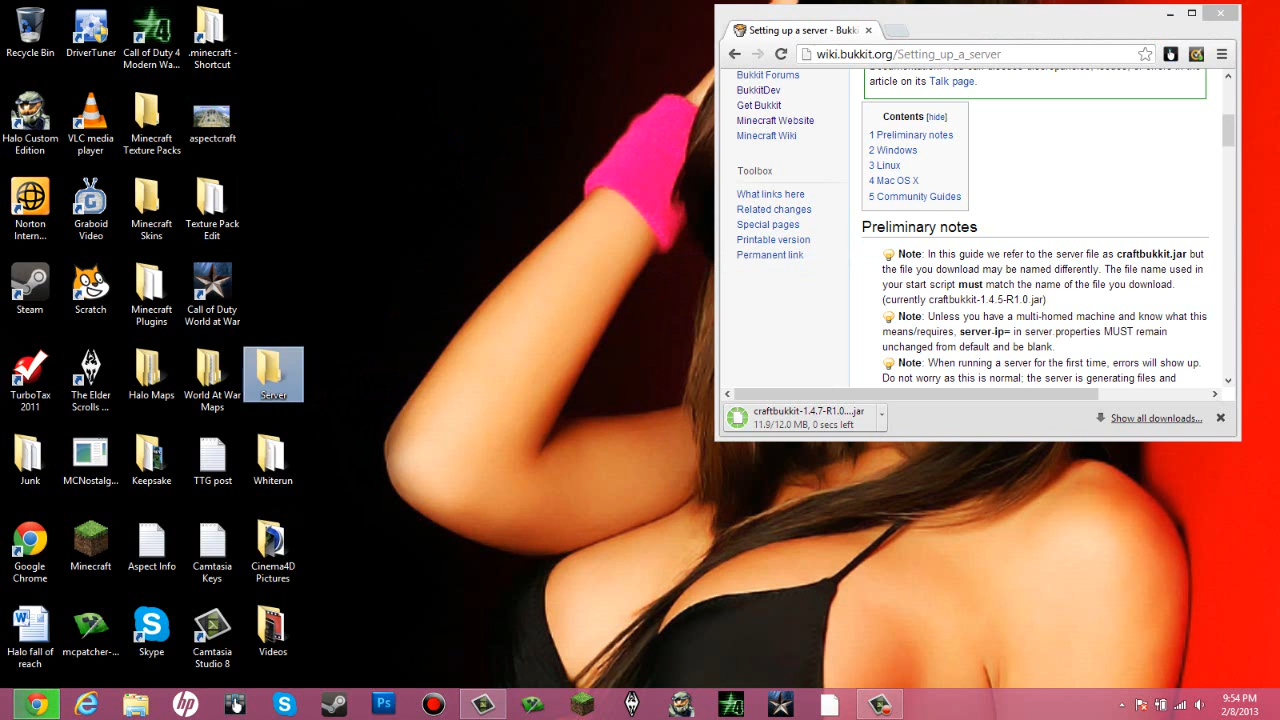 Recycle Bin
DriverTuner
Call of Duty 4
Modern Wa...
.minecraft -
Shortcut
Halo Custom
Edition
VLC media
player
Minecraft
Texture Packs
aspectcraft
Norton
Intern...
Graboid
Video
Minecraft
Skins
Texture Pack
Edit
Steam
Scratch
Minecraft
Plugins
Call of Duty
World at War
TurboTax
2011
The Elder
Scrolls ...
Halo Maps
World At War
Maps
Server
Junk
MCNostalg...
Keepsake
TTG post
Whiterun
Google
Chrome
Minecraft
Aspect Info
Camtasia
Keys
Cinema4D
Pictures
Halo fall of
reach
mcpatcher-...
Skype
Camtasia
Studio 8
Videos
Setting up a server - Bukk
wiki.bukkit.org/Setting_up_a_server
Bukkit Forums
BukkitDev
Get Bukkit
Minecraft Website
Minecraft Wiki
Toolbox
What links here
Related changes
Special pages
Printable version
Permanent link
article on its Talk page.
Contents [hide]
1 Preliminary notes
2 Windows
3 Linux
4 Mac OS X
5 Community Guides
Preliminary notes
Note: In this guide we refer to the server file as craftbukkit.jar but
the file you download may be named differently. The file name used in
your start script must match the name of the file you download.
(currently craftbukkit-1.4.5-R1.0.jar)
Note: Unless you have a multi-homed machine and know what this
means/requires, server-ip= in server.properties MUST remain
unchanged from default and be blank.
Note: When running a server for the first time, errors will show up.
Do not worry as this is normal; the server is generating files and
craftbukkit-1.4.7-R1.0....jar
11.9/12.0 MB, 0 secs left
Show all downloads...
hp
Ps
9:54 PM
2/8/2013